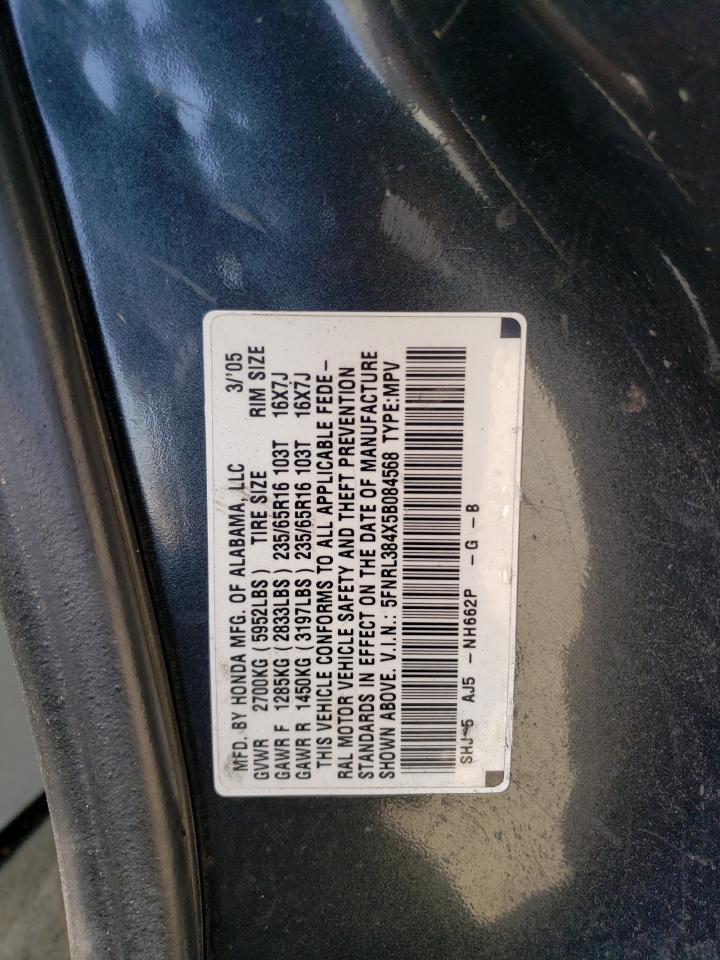 MFD. BY HONDA MFG. OF ALABAMA, LLC 3/'05
GVWR 2700KG (5952LBS) TIRE SIZE RIM SIZE
GAWR F 1285KG (2833LBS) 235/65R16 103T 16X7J
GAWR R 1450KG (3197LBS) 235/65R16 103T 16X7J
THIS VEHICLE CONFORMS TO ALL APPLICABLE FEDE–
RAL MOTOR VEHICLE SAFETY AND THEFT PREVENTION
STANDARDS IN EFFECT ON THE DATE OF MANUFACTURE
SHOWN ABOVE. V.I.N.: 5FNRL384X5B084568 TYPE:MPV
AJ5 - NH662P - G - B